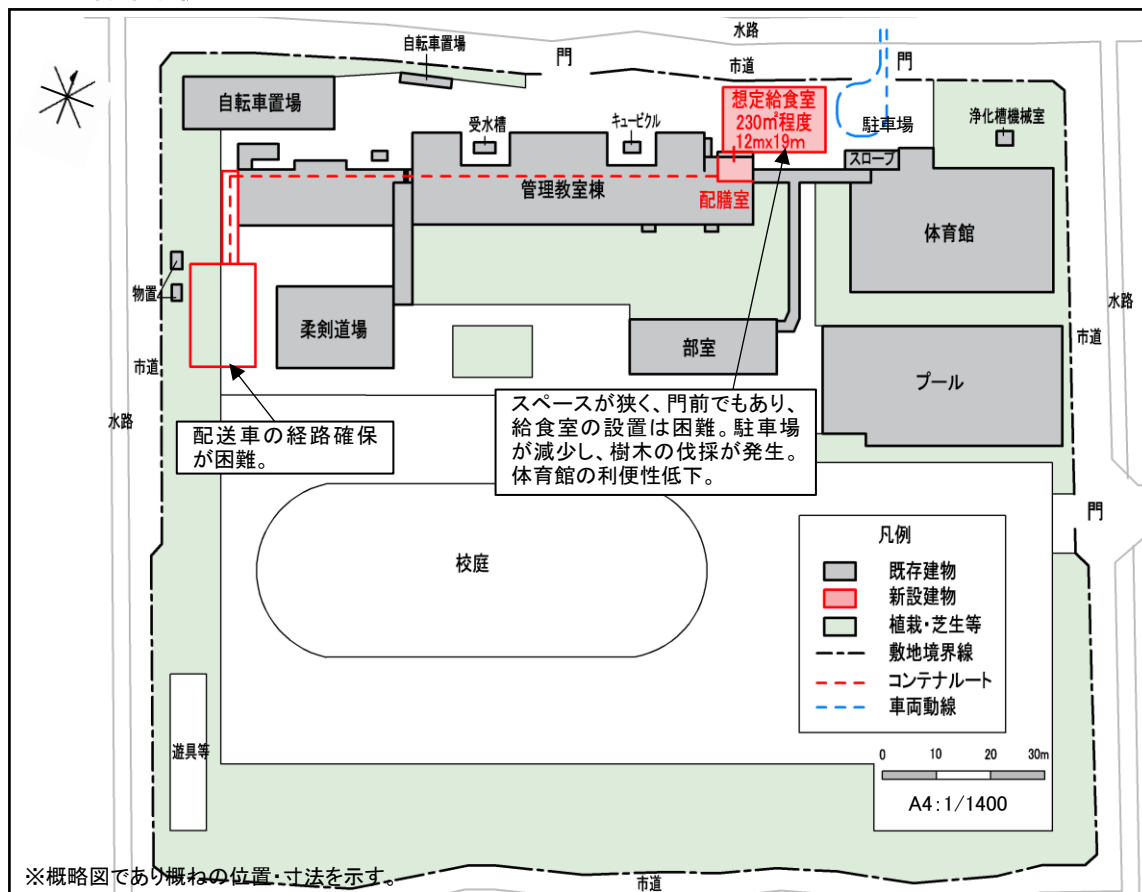 水路
自転車置場
門
市道
門
自転車置場
想定給食室
230㎡程度
12mx19m
駐車場
浄化槽機械室
受水槽
キュービクル
スロープ
管理教室棟
配膳室
体育館
物置
柔剣道場
部室
水路
市道
プール
市道
水路
配送車の経路確保
が困難。
スペースが狭く、門前でもあり、
給食室の設置は困難。駐車場
が減少し、樹木の伐採が発生。
体育館の利便性低下。
門
校庭
凡例
既存建物
新設建物
植栽・芝生等
敷地境界線
コンテナルート
車両動線
遊具等
0 10 20 30m
A4:1/1400
※概略図であり概ねの位置・寸法を示す。
市道